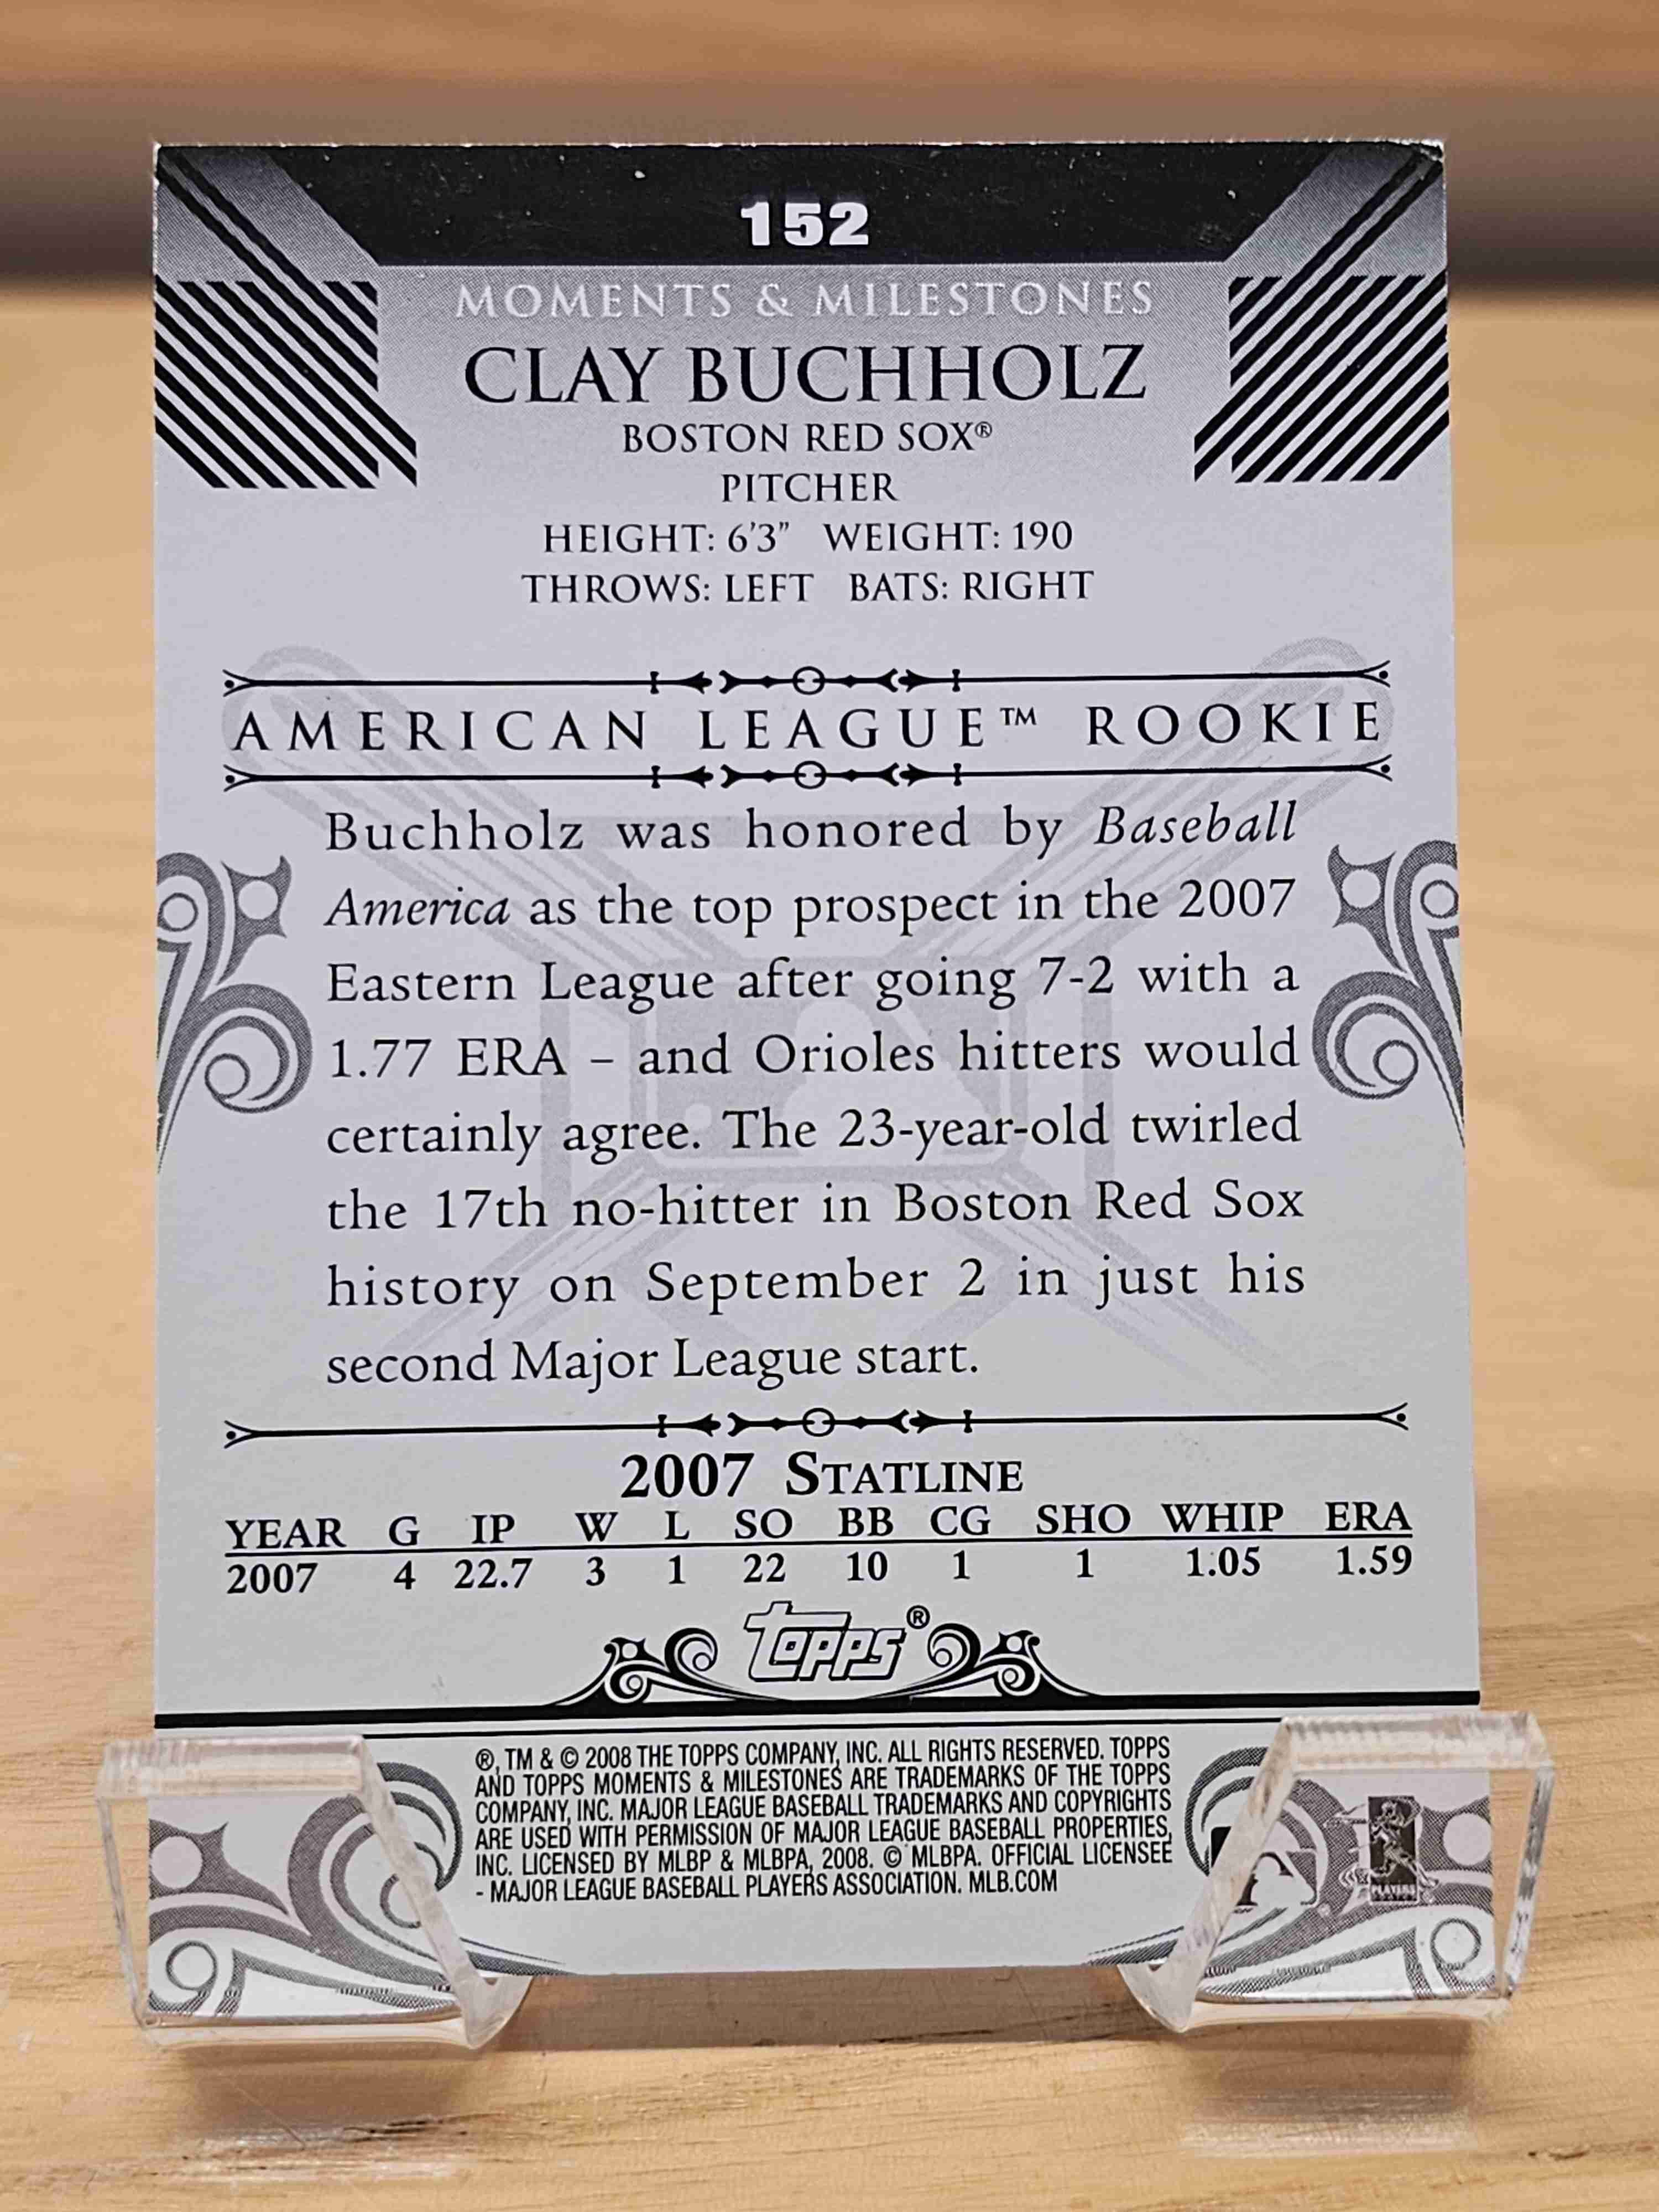 152
MOMENTS & MILESTONES
CLAY BUCHHOLZ
BOSTON RED SOX®
PITCHER
HEIGHT: 6'3" WEIGHT: 190
THROWS: LEFT BATS: RIGHT
AMERICAN LEAGUE™ ROOKIE
Buchholz was honored by Baseball
America as the top prospect in the 2007
Eastern League after going 7-2 with a
1.77 ERA – and Orioles hitters would
certainly agree. The 23-year-old twirled
the 17th no-hitter in Boston Red Sox
history on September 2 in just his
second Major League start.
2007 STATLINE
YEAR G IP W L SO BB CG SHO WHIP ERA
2007 4 22.7 3 1 22 10 1 1 1.05 1.59
Topps®
®, TM & © 2008 THE TOPPS COMPANY, INC. ALL RIGHTS RESERVED. TOPPS
AND TOPPS MOMENTS & MILESTONES ARE TRADEMARKS OF THE TOPPS
COMPANY, INC. MAJOR LEAGUE BASEBALL TRADEMARKS AND COPYRIGHTS
ARE USED WITH PERMISSION OF MAJOR LEAGUE BASEBALL PROPERTIES,
INC. LICENSED BY MLBP & MLBPA, 2008. © MLBPA. OFFICIAL LICENSEE
- MAJOR LEAGUE BASEBALL PLAYERS ASSOCIATION. MLB.COM
PLAYERS